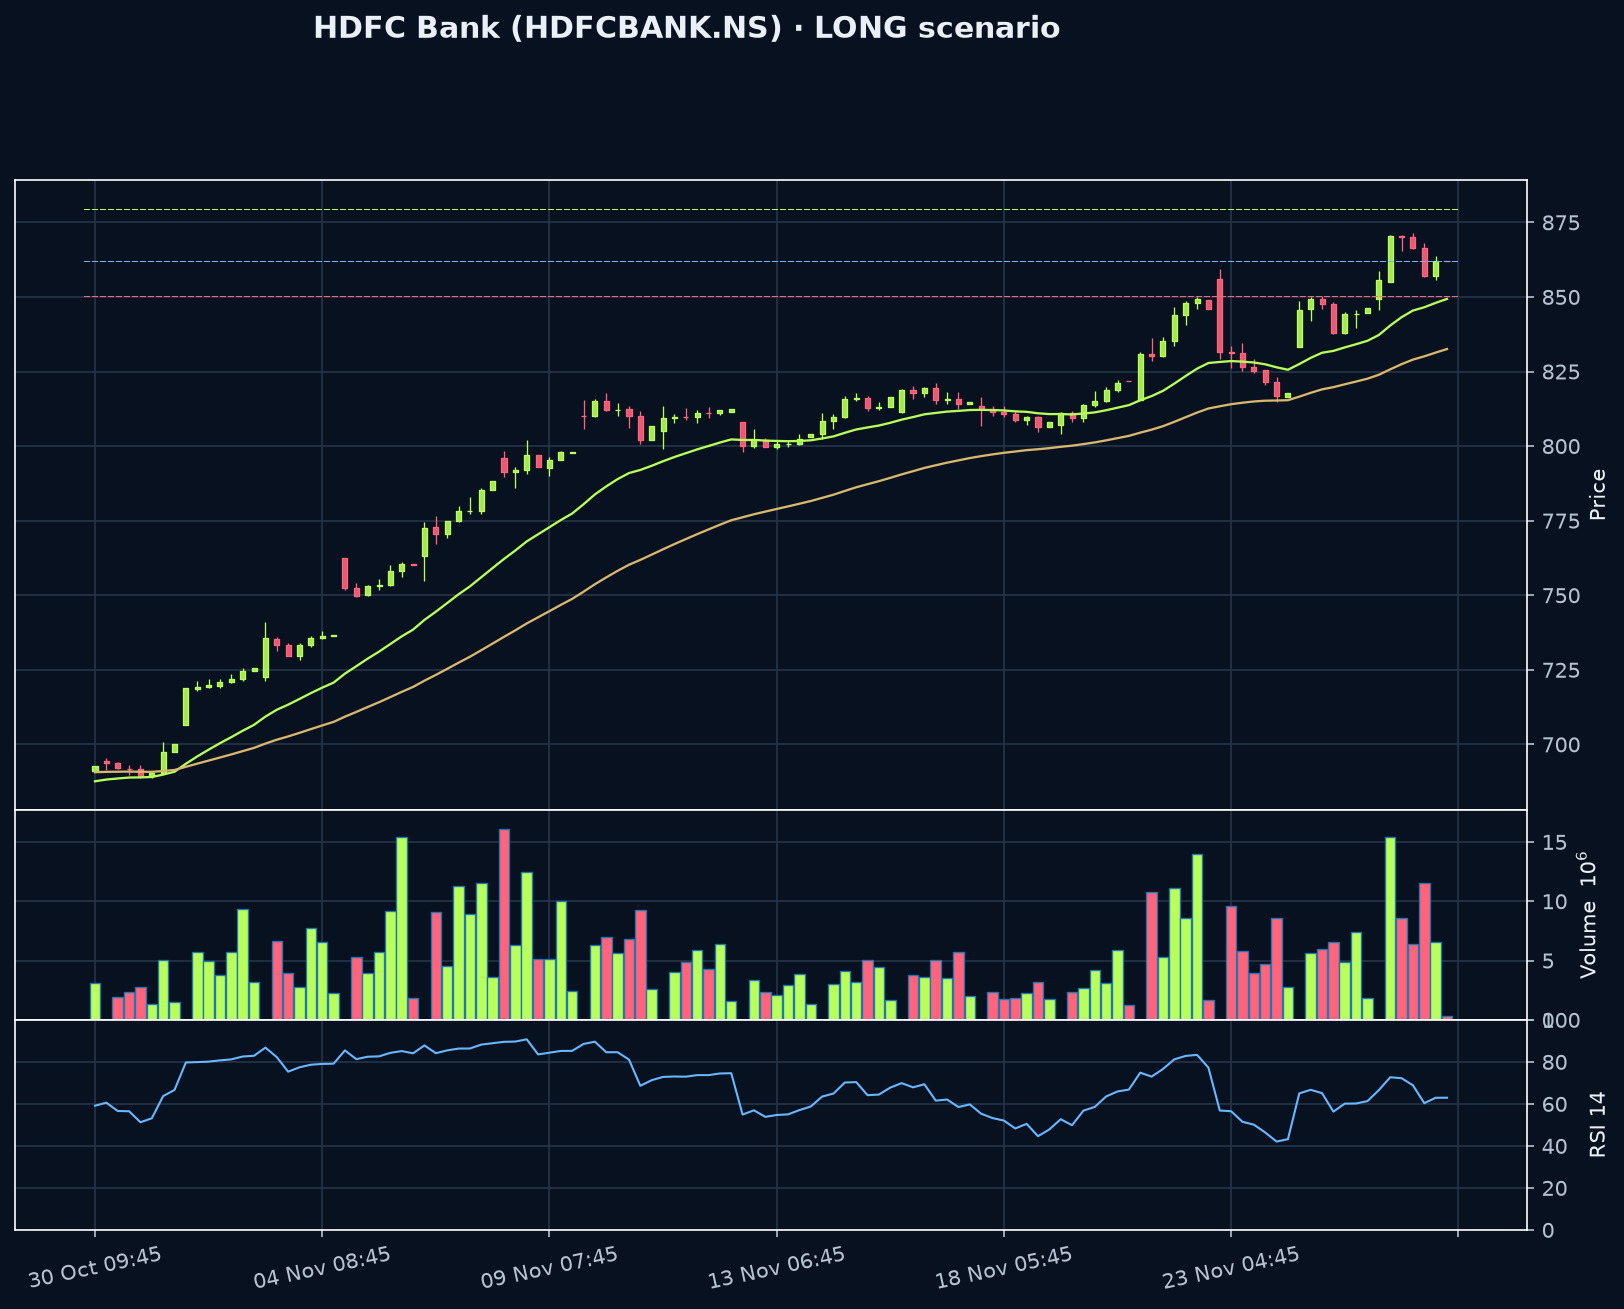 HDFC Bank (HDFCBANK.NS) · LONG scenario
875
850
825
800
775
750
725
700
Price
15
10
5
0
Volume 10⁶
100
80
60
40
20
0
RSI 14
30 Oct 09:45
04 Nov 08:45
09 Nov 07:45
13 Nov 06:45
18 Nov 05:45
23 Nov 04:45